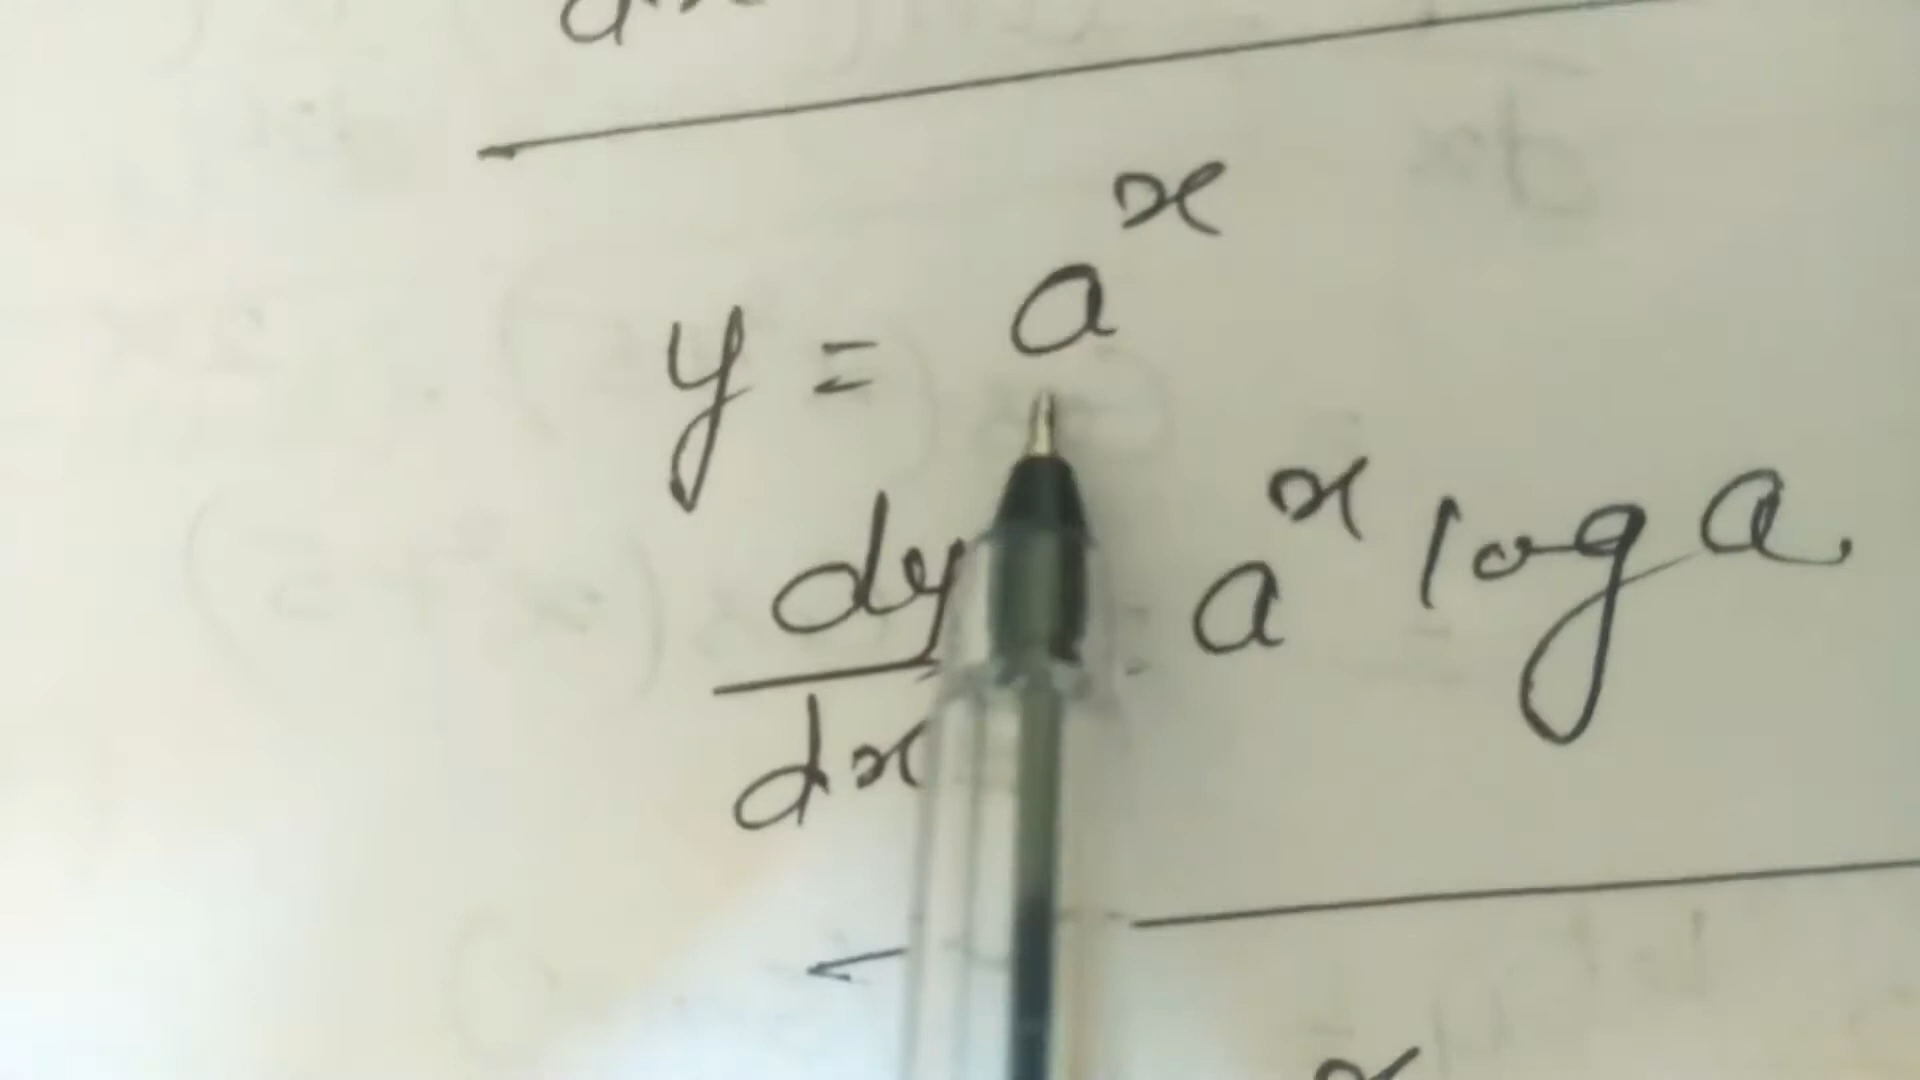 y = a^x
dy/dx = a^x log a.
x